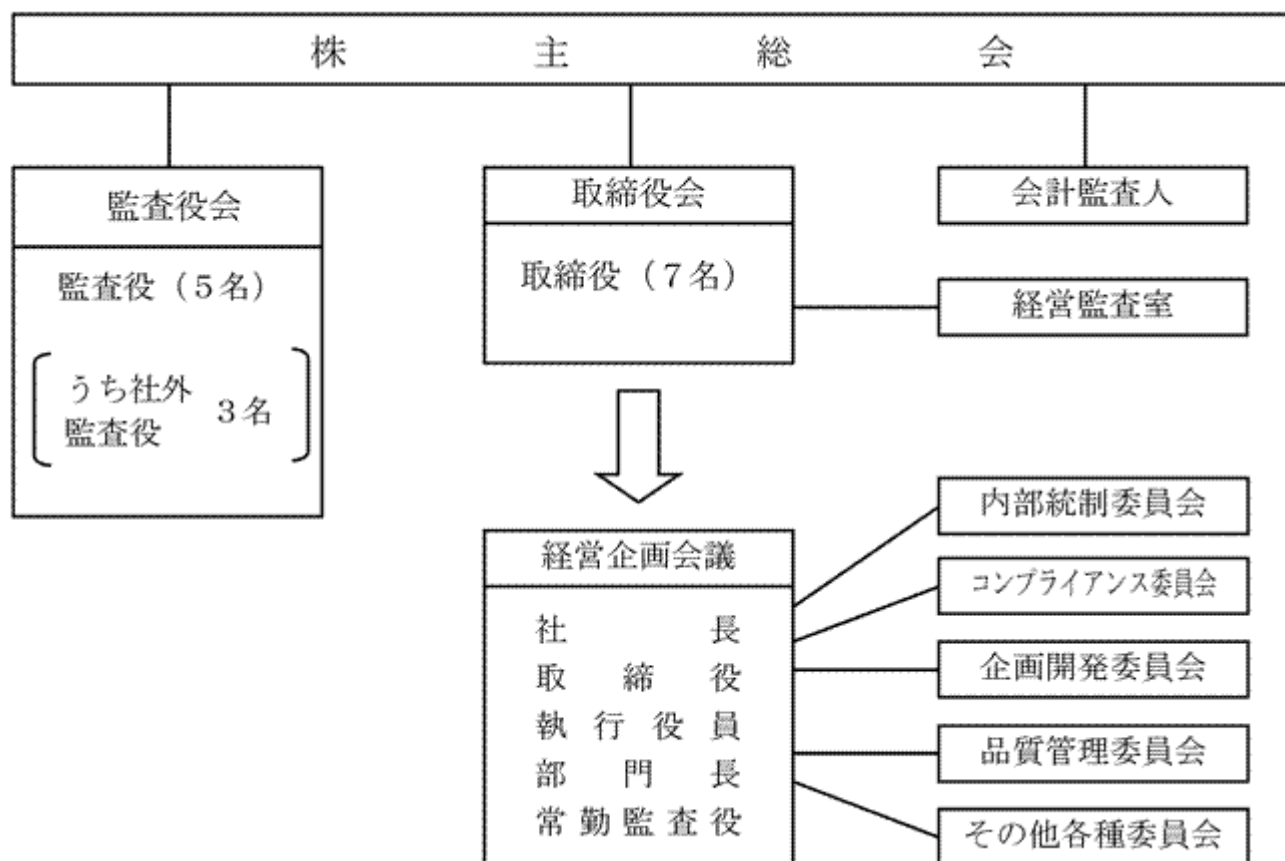 株主総会
監査役会
監査役（５名）
うち社外
監査役
３名
取締役会
取締役（７名）
会計監査人
経営監査室
経営企画会議
社長
取締役
執行役員
部門長
常勤監査役
内部統制委員会
コンプライアンス委員会
企画開発委員会
品質管理委員会
その他各種委員会